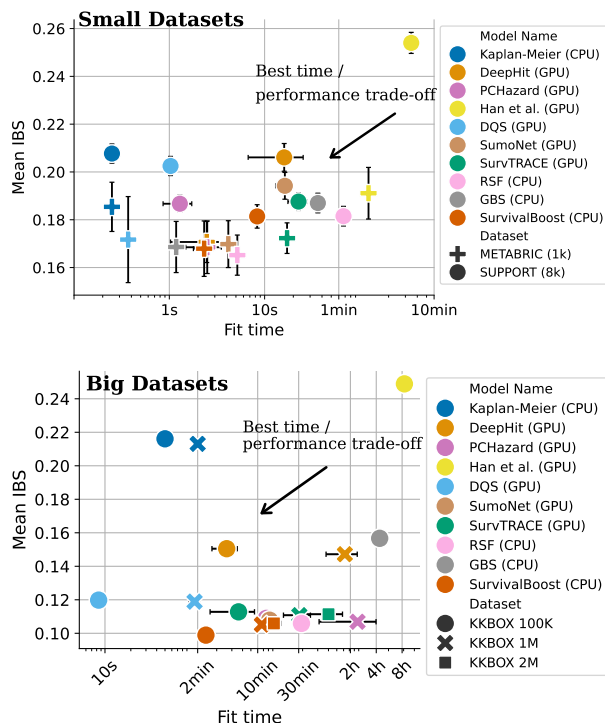 Small Datasets
0.26
0.24
0.22
0.20
0.18
0.16
Mean IBS
Best time /
performance trade-off
1s
10s
1min
10min
Fit time
Model Name
Kaplan-Meier (CPU)
DeepHit (GPU)
PCHazard (GPU)
Han et al. (GPU)
DQS (GPU)
SumoNet (GPU)
SurvTRACE (GPU)
RSF (CPU)
GBS (CPU)
SurvivalBoost (CPU)
Dataset
METABRIC (1k)
SUPPORT (8k)
Big Datasets
0.24
0.22
0.20
0.18
0.16
0.14
0.12
0.10
Mean IBS
Best time /
performance trade-off
10s
2min
10min
30min
2h
4h
8h
Fit time
Model Name
Kaplan-Meier (CPU)
DeepHit (GPU)
PCHazard (GPU)
Han et al. (GPU)
DQS (GPU)
SumoNet (GPU)
SurvTRACE (GPU)
RSF (CPU)
GBS (CPU)
SurvivalBoost (CPU)
Dataset
KKBOX 100K
KKBOX 1M
KKBOX 2M